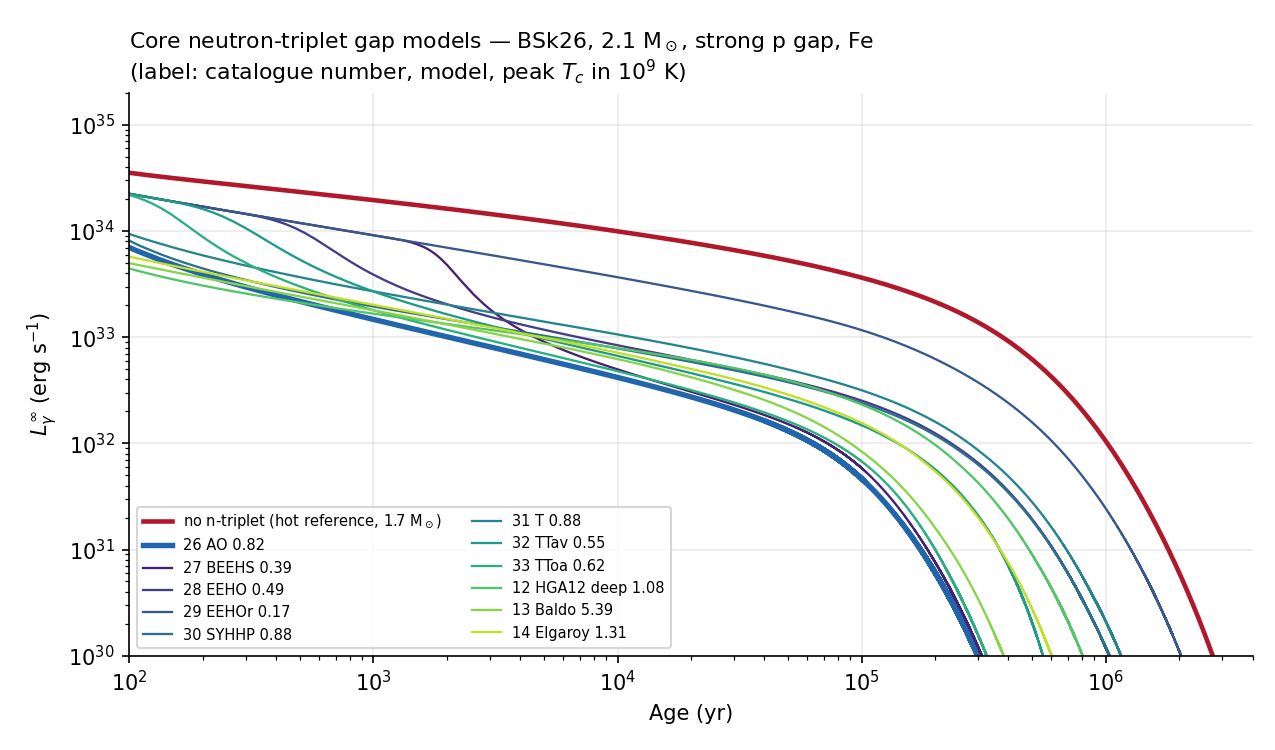 Core neutron-triplet gap models — BSk26, 2.1 M⊙, strong p gap, Fe
(label: catalogue number, model, peak Tc in 10⁹ K)
L∞γ (erg s⁻¹)
10³⁵
10³⁴
10³³
10³²
10³¹
10³⁰
no n-triplet (hot reference, 1.7 M⊙)
26 AO 0.82
27 BEEHS 0.39
28 EEHO 0.49
29 EEHOr 0.17
30 SYHHP 0.88
31 T 0.88
32 TTav 0.55
33 TToa 0.62
12 HGA12 deep 1.08
13 Baldo 5.39
14 Elgaroy 1.31
10² 10³ 10⁴ 10⁵ 10⁶
Age (yr)